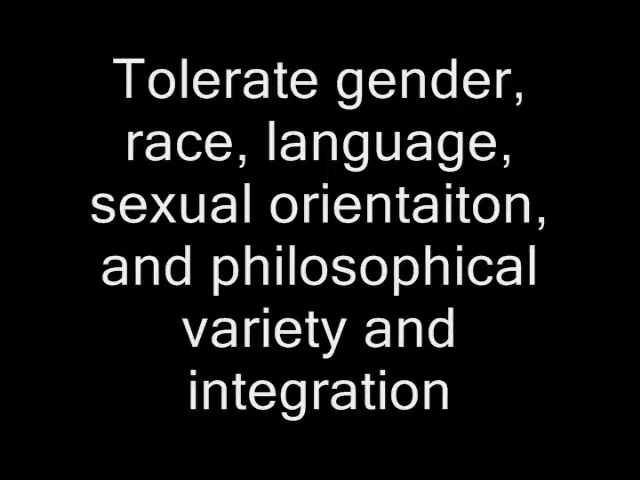 Tolerate gender,
race, language,
sexual orientaiton,
and philosophical
variety and
integration